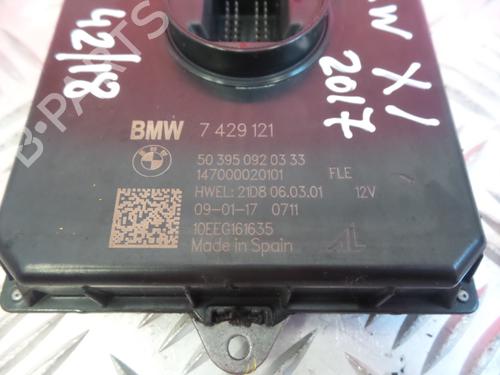 42/18
B-PARTS
W X1
2017
BMW 7 429 121
50 395 092 03 33
147000020101 FLE
HWEL: 21D8 06.03.01 12V
09-01-17 0711
10EEG161635
Made in Spain
AL